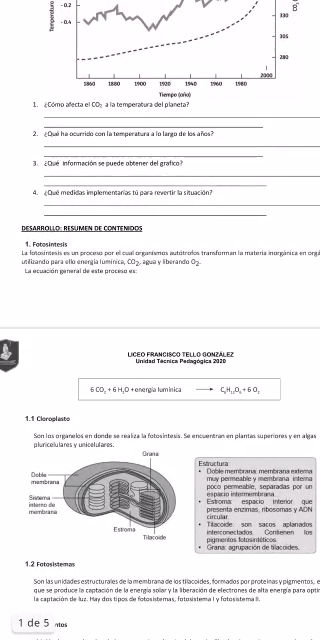 Temperatura
- 0.2
- 0.4
330
305
280
CO₂
1860 1880 1900 1920 1940 1960 1980 2000
Tiempo (año)
1. ¿Cómo afecta el CO₂ a la temperatura del planeta?
2. ¿Qué ha ocurrido con la temperatura a lo largo de los años?
3. ¿Qué información se puede obtener del grafico?
4. ¿Qué medidas implementarías tú para revertir la situación?
DESARROLLO: RESUMEN DE CONTENIDOS
1. Fotosíntesis
La fotosíntesis es un proceso por el cual organismos autótrofos transforman la materia inorgánica en orgá
utilizando para ello energía lumínica, CO₂, agua y liberando O₂.
La ecuación general de este proceso es:
LICEO FRANCISCO TELLO GONZÁLEZ
Unidad Técnica Pedagógica 2020
6 CO₂ + 6 H₂O + energía lumínica → C₆H₁₂O₆ + 6 O₂
1.1 Cloroplasto
Son los organelos en donde se realiza la fotosíntesis. Se encuentran en plantas superiores y en algas
pluricelulares y unicelulares.
Grana
Doble
membrana
Sistema
interno de
membrana
Estroma
Tilacoide
Estructura
• Doble membrana: membrana externa
muy permeable y membrana interna
poco permeable, separadas por un
espacio intermembrana.
• Estroma: espacio interior que
presenta enzimas, ribosomas y ADN
circular.
• Tilacoide: son sacos aplanados
interconectados. Contienen los
pigmentos fotosintéticos.
• Grana: agrupación de tilacoides.
1.2 Fotosistemas
Son las unidades estructurales de la membrana de los tilacoides, formados por proteínas y pigmentos, e
que se produce la captación de la energía solar y la liberación de electrones de alta energía para opti
la captación de luz. Hay dos tipos de fotosistemas, fotosistema I y fotosistema II.
1 de 5
ntos